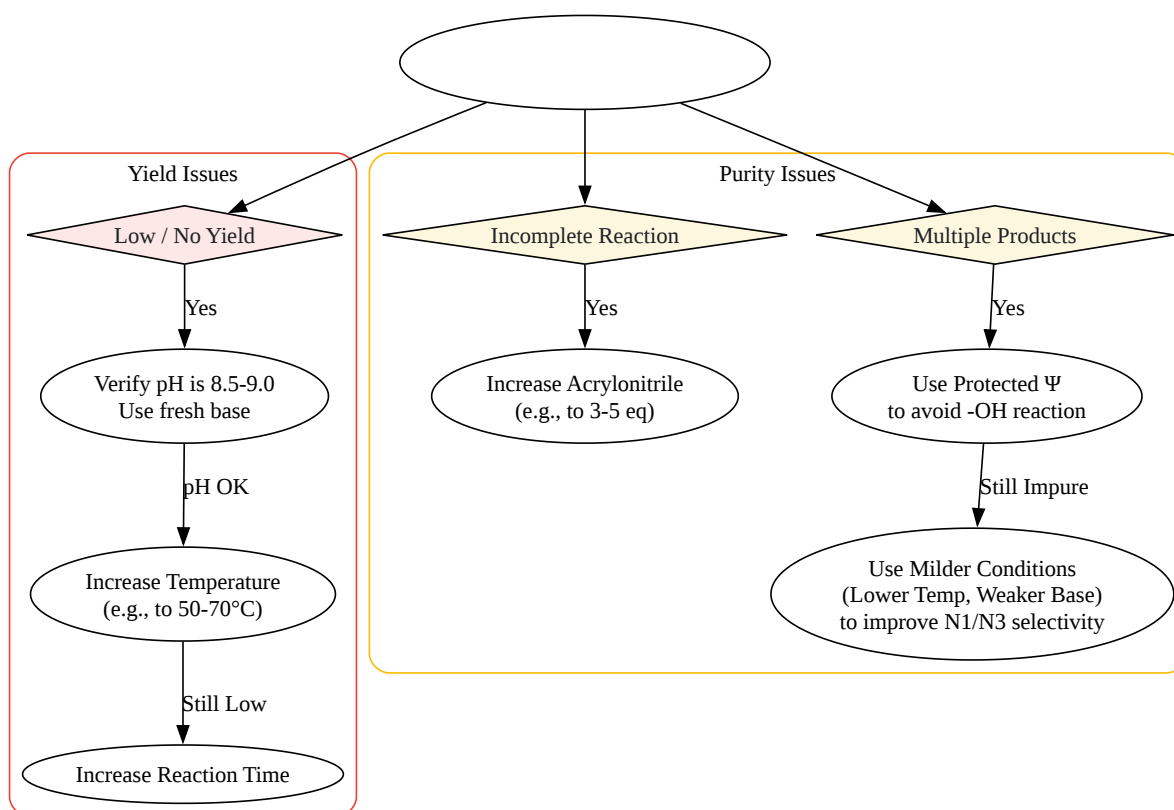 Yield Issues
Low / No Yield
Yes
Verify pH is 8.5-9.0
Use fresh base
pH OK
Increase Temperature
(e.g., to 50-70°C)
Still Low
Increase Reaction Time
Purity Issues
Incomplete Reaction
Yes
Increase Acrylonitrile
(e.g., to 3-5 eq)
Multiple Products
Yes
Use Protected Ψ
to avoid -OH reaction
Still Impure
Use Milder Conditions
(Lower Temp, Weaker Base)
to improve N1/N3 selectivity